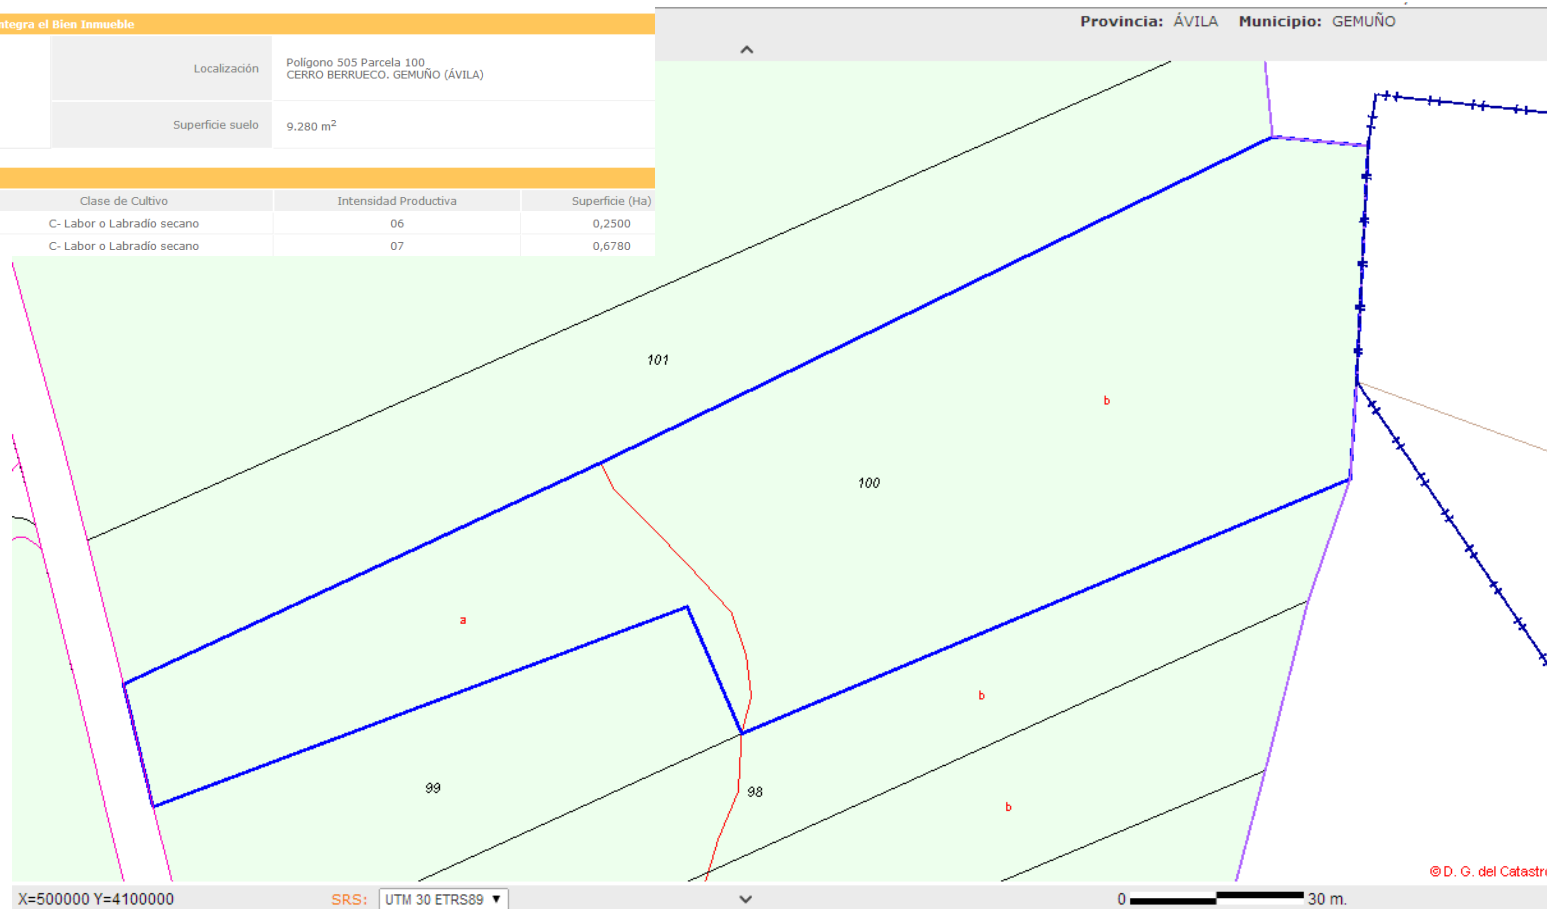 ntegra el Bien Inmueble
Localización
Polígono 505 Parcela 100
CERRO BERRUECO. GEMUÑO (ÁVILA)
Superficie suelo
9.280 m²
Clase de Cultivo Intensidad Productiva Superficie (Ha)
C- Labor o Labradío secano 06 0,2500
C- Labor o Labradío secano 07 0,6780
Provincia: ÁVILA Municipio: GEMUÑO
101
b
100
a
b
99
98
b
© D. G. del Catastr
X=500000 Y=4100000 SRS: UTM 30 ETRS89 ▼ 0 30 m.